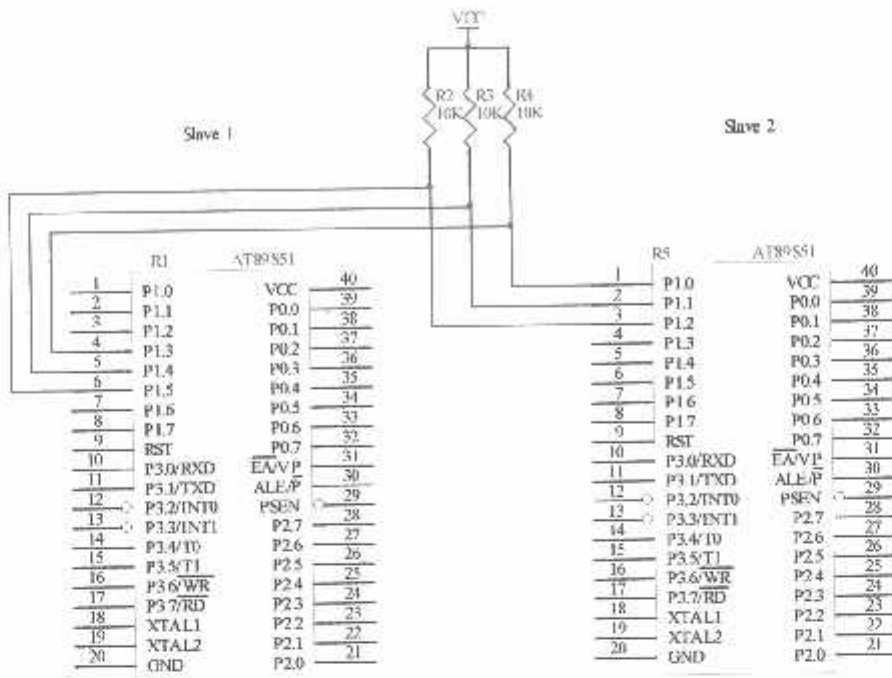 VCC
R2 R3 R4
10K 10K 10K
Slave 1
Slave 2
R1 AT89S51
1 P1.0 VCC 40
2 P1.1 P0.0 39
3 P1.2 P0.1 38
4 P1.3 P0.2 37
5 P1.4 P0.3 36
6 P1.5 P0.4 35
7 P1.6 P0.5 34
8 P1.7 P0.6 33
9 RST P0.7 32
10 P3.0/RXD EA/VP 31
11 P3.1/TXD ALE/P 30
12 P3.2/INT0 PSEN 29
13 P3.3/INT1 P2.7 28
14 P3.4/T0 P2.6 27
15 P3.5/T1 P2.5 26
16 P3.6/WR P2.4 25
17 P3.7/RD P2.3 24
18 XTAL1 P2.2 23
19 XTAL2 P2.1 22
20 GND P2.0 21
R5 AT89S51
1 P1.0 VCC 40
2 P1.1 P0.0 39
3 P1.2 P0.1 38
4 P1.3 P0.2 37
5 P1.4 P0.3 36
6 P1.5 P0.4 35
7 P1.6 P0.5 34
8 P1.7 P0.6 33
9 RST P0.7 32
10 P3.0/RXD EA/VP 31
11 P3.1/TXD ALE/P 30
12 P3.2/INT0 PSEN 29
13 P3.3/INT1 P2.7 28
14 P3.4/T0 P2.6 27
15 P3.5/T1 P2.5 26
16 P3.6/WR P2.4 25
17 P3.7/RD P2.3 24
18 XTAL1 P2.2 23
19 XTAL2 P2.1 22
20 GND P2.0 21